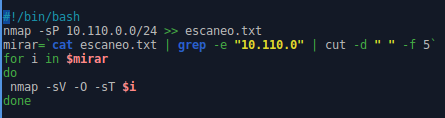 #!/bin/bash
nmap -sP 10.110.0.0/24 >> escaneo.txt
mirar=`cat escaneo.txt | grep -e "10.110.0" | cut -d " " -f 5`
for i in $mirar
do
 nmap -sV -O -sT $i
done